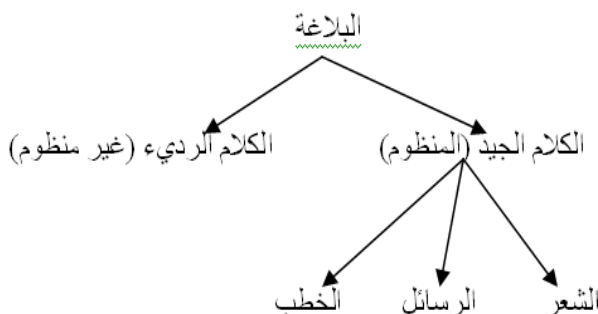 البلاغة
الكلام الجيد (المنظوم) الكلام الرديء (غير منظوم)
الشعر الرسائل الخطب